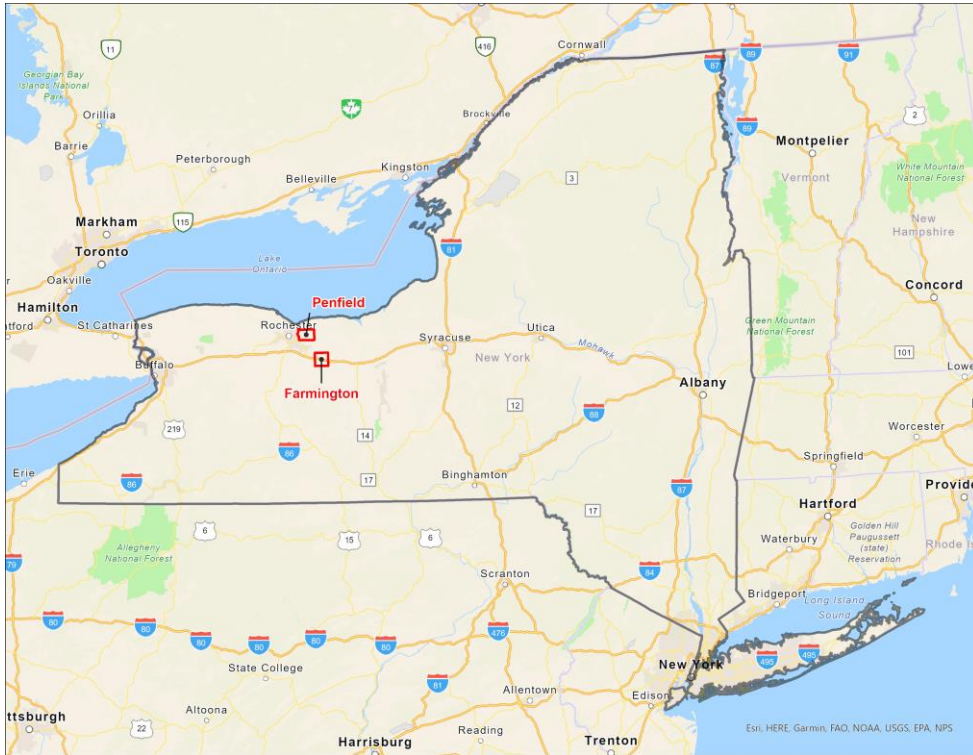 11
416
Cornwall
87
89
91
Georgian Bay
Islands National
Park
Orillia
7
Brockville
89
2
Barrie
Peterborough
Kingston
Montpelier
White Mountain
National Forest
Belleville
3
Vermont
Markham
115
New
Hampshire
Toronto
Lake
Ontario
81
Oakville
Concord
Hamilton
Penfield
St Catharines
Rochester
Green Mountain
National Forest
Utica
Syracuse
New York
Mohawk
101
Buffalo
Farmington
Albany
12
88
219
14
86
Worcester
Springfield
Erie
86
17
Binghamton
87
Hartford
17
6
15
6
Golden Hill
Paugussett
(state)
Reservation
Allegheny
National Forest
Waterbury
79
84
Scranton
Bridgeport
Long Island
Sound
80
80
80
80
80
476
New York
495
495
State College
81
Allentown
Edison
ttsburgh
Altoona
22
Reading
Harrisburg
Trenton
Esri, HERE, Garmin, FAO, NOAA, USGS, EPA, NPS